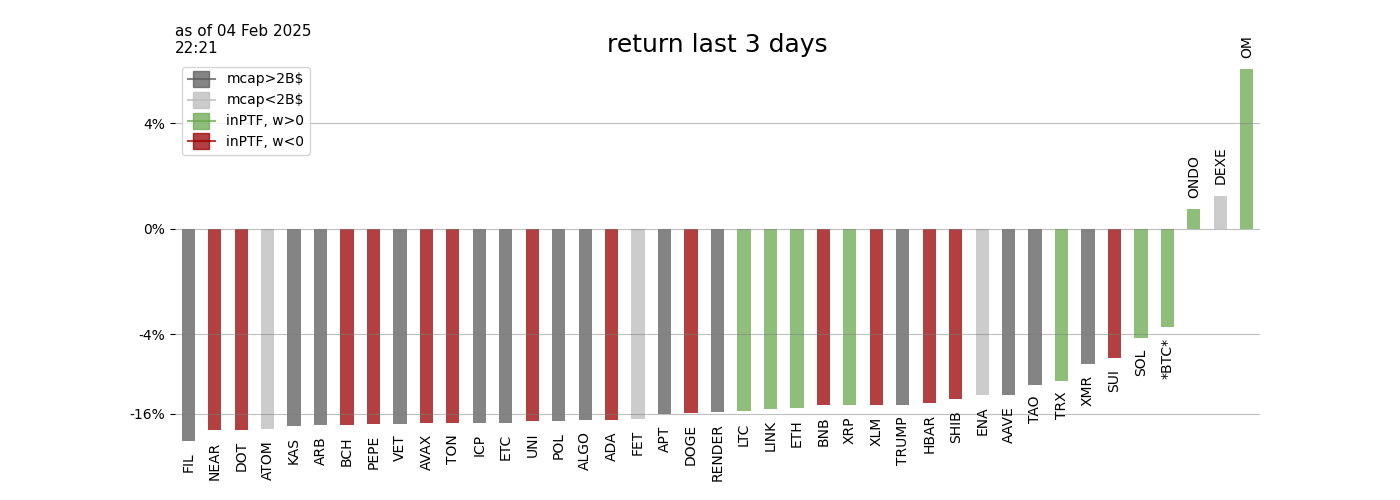 as of 04 Feb 2025
22:21
return last 3 days
mcap>2B$
mcap<2B$
inPTF, w>0
inPTF, w<0
4%
0%
-4%
-16%
FIL
NEAR
DOT
ATOM
KAS
ARB
BCH
PEPE
VET
AVAX
TON
ICP
ETC
UNI
POL
ALGO
ADA
FET
APT
DOGE
RENDER
LTC
LINK
ETH
BNB
XRP
XLM
TRUMP
HBAR
SHIB
ENA
AAVE
TAO
TRX
XMR
SUI
SOL
*BTC*
ONDO
DEXE
OM